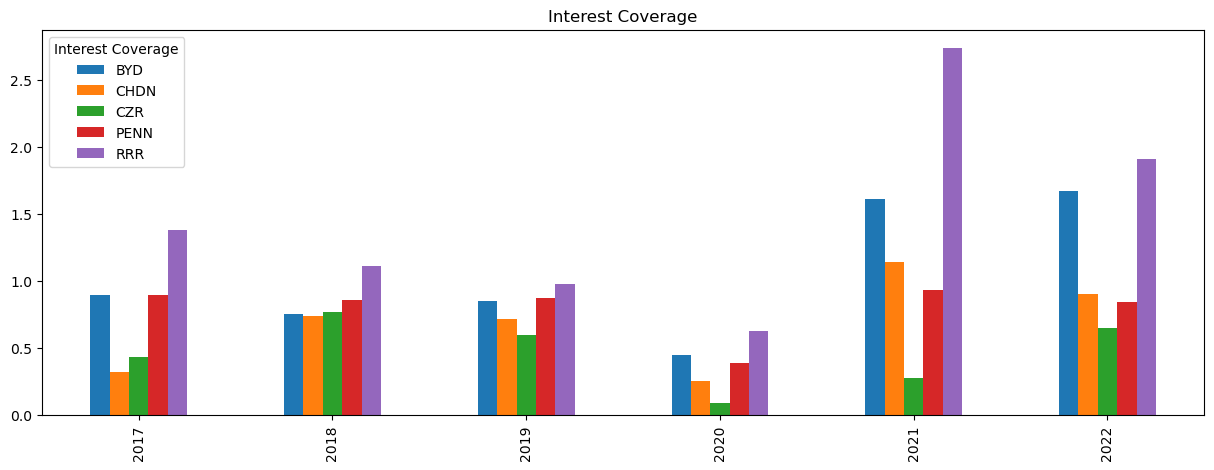 Interest Coverage
Interest Coverage
BYD
CHDN
CZR
PENN
RRR
2.5
2.0
1.5
1.0
0.5
0.0
2017
2018
2019
2020
2021
2022